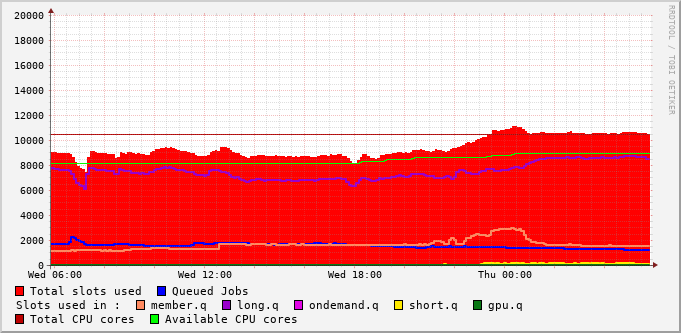 RRDTOOL / TOBI OETIKER
20000
18000
16000
14000
12000
10000
8000
6000
4000
2000
0
Wed 06:00 Wed 12:00 Wed 18:00 Thu 00:00
Total slots used Queued Jobs
Slots used in : member.q long.q ondemand.q short.q gpu.q
Total CPU cores Available CPU cores